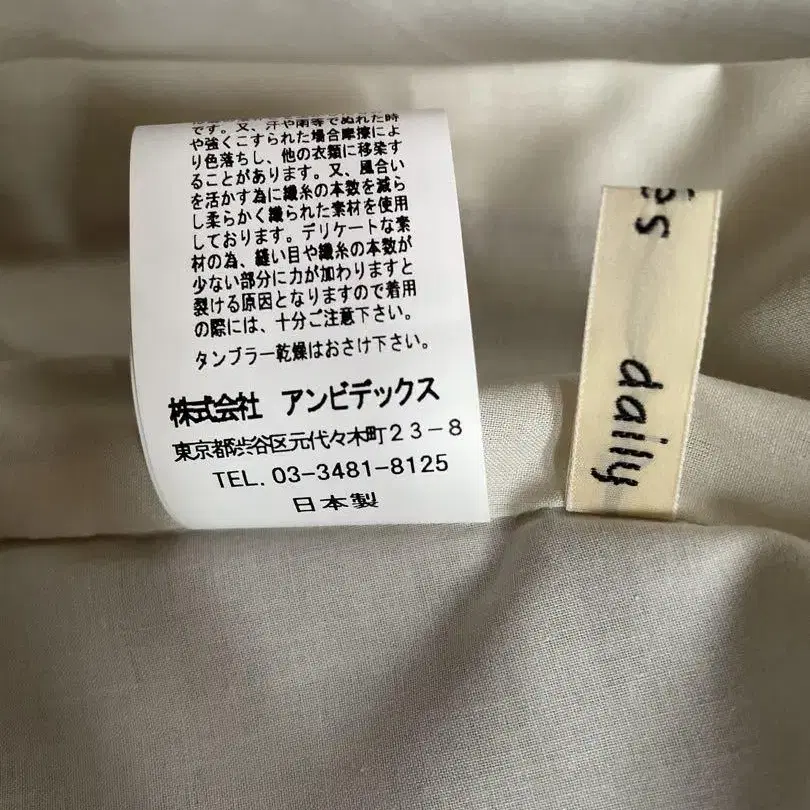 です。又、汗や雨等でぬれた時
や強くこすられた場合摩擦によ
り色落ちし、他の衣類に移染す
ることがあります。又、風合い
を活かす為に織糸の本数を減ら
し柔らかく織られた素材を使用
しております。デリケートな素
材の為、縫い目や織糸の本数が
少ない部分に力が加わりますと
裂ける原因となりますので着用
の際には、十分ご注意下さい。
タンブラー乾燥はおさけ下さい。
株式会社 アンビデックス
東京都渋谷区元代々木町23-8
TEL. 03-3481-8125
日本製
daily